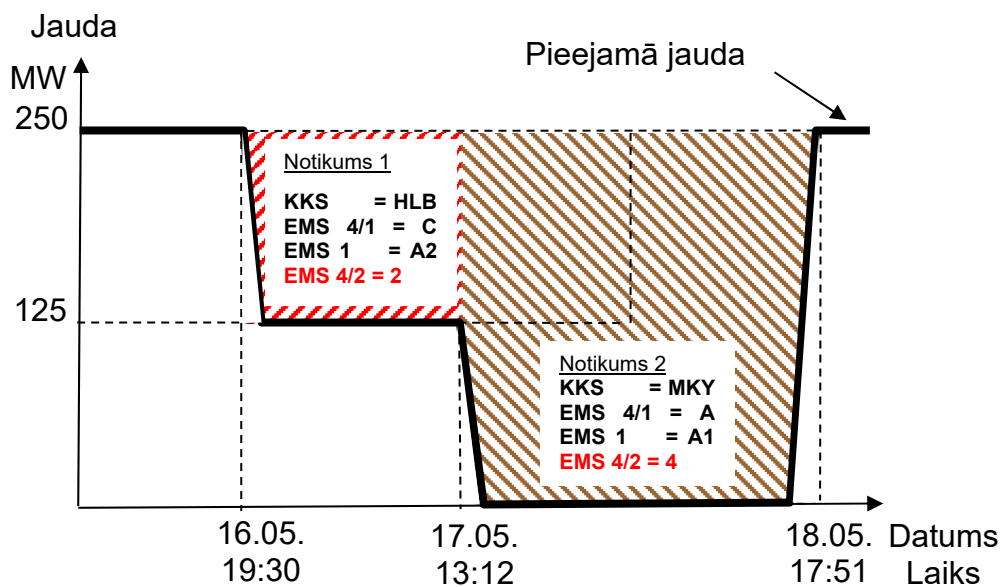 Jauda
MW
250
125
Pieejamā jauda
Notikums 1
KKS = HLB
EMS 4/1 = C
EMS 1 = A2
EMS 4/2 = 2
Notikums 2
KKS = MKY
EMS 4/1 = A
EMS 1 = A1
EMS 4/2 = 4
16.05. 17.05. 18.05. Datums
19:30 13:12 17:51 Laiks